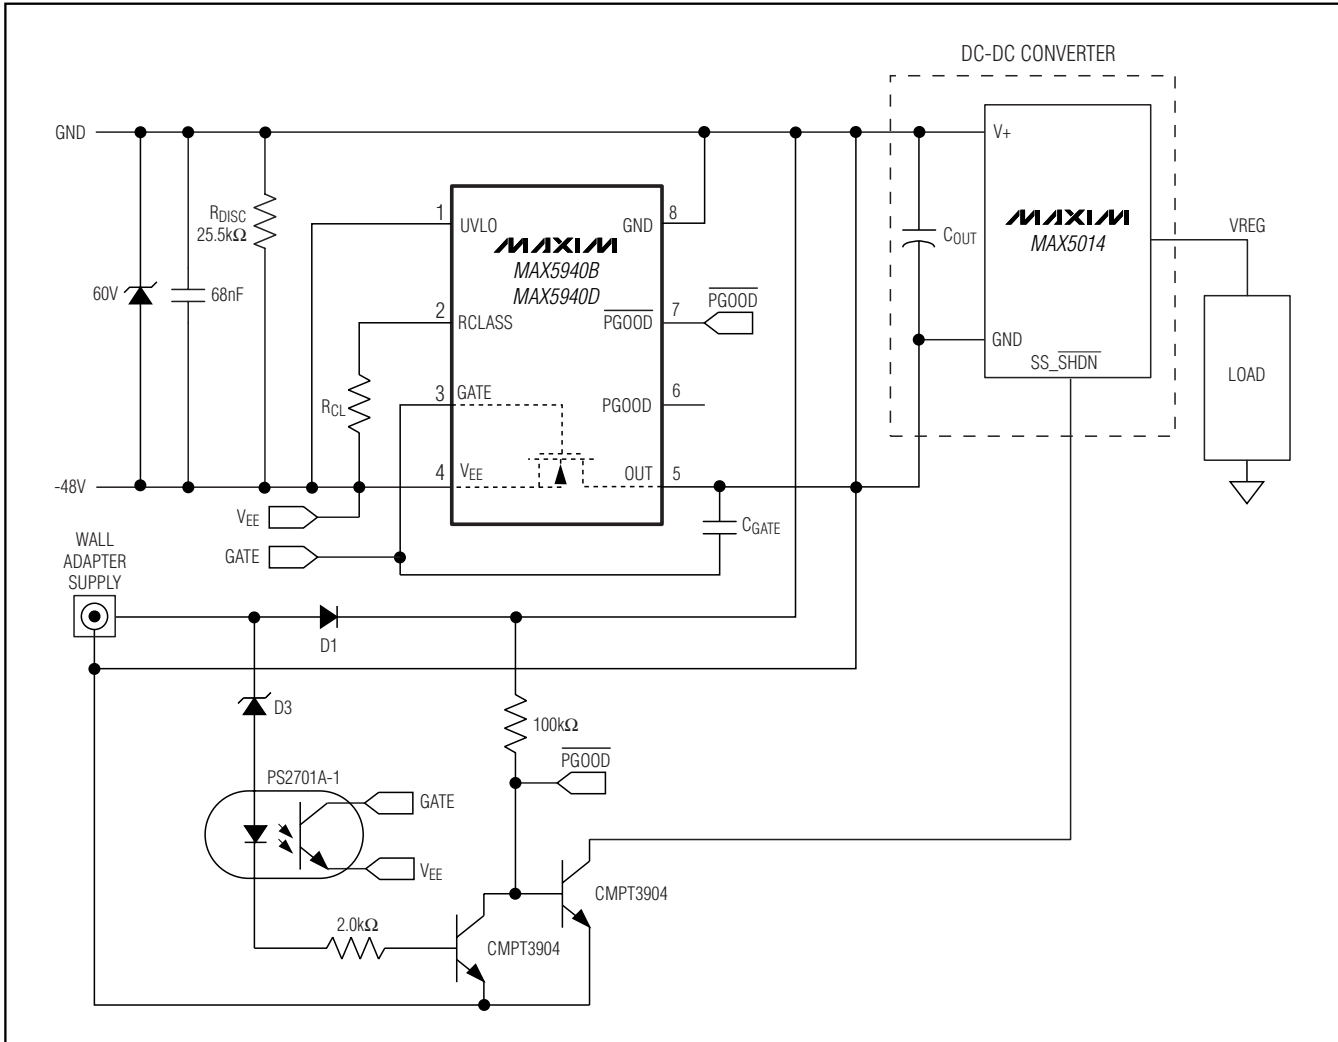 DC-DC CONVERTER
GND
V+
RDISC
25.5kΩ
1
UVLO
GND
8
MAXIM
MAX5940B
MAX5940D
MAXIM
MAX5014
COUT
VREG
60V
68nF
2
RCLASS
PGOOD
7
PGOOD
GND
SS_SHDN
LOAD
RCL
3
GATE
PGOOD
6
-48V
4
VEE
OUT
5
VEE
CGATE
GATE
WALL
ADAPTER
SUPPLY
D1
D3
100kΩ
PGOOD
PS2701A-1
GATE
VEE
CMPT3904
2.0kΩ
CMPT3904